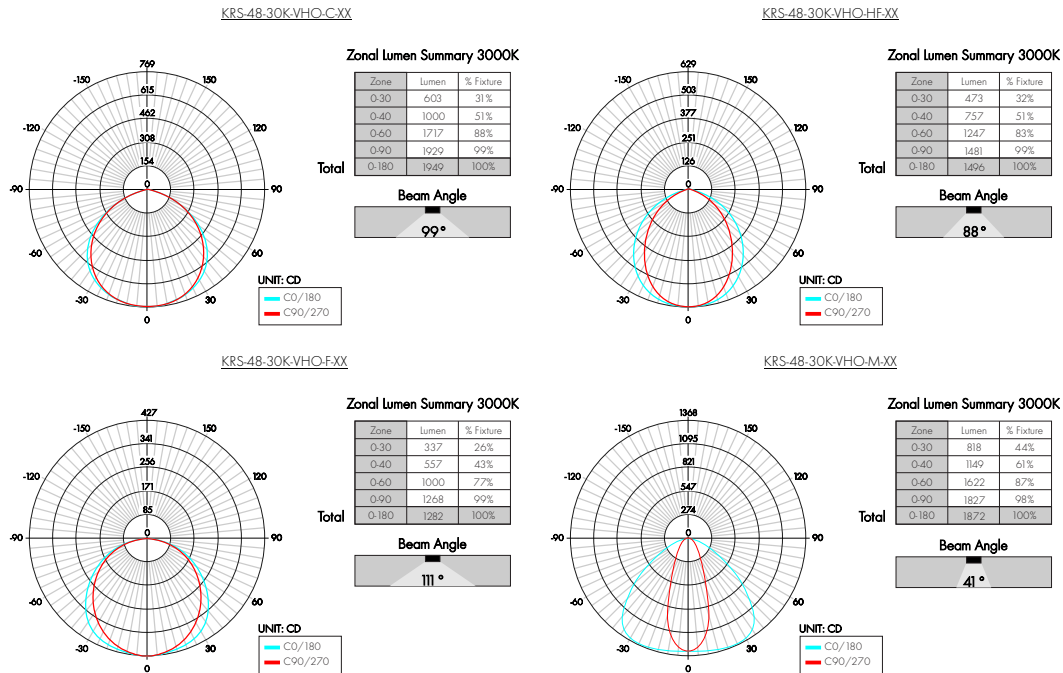 KRS-48-30K-VHO-C-XX
769
615
462
308
154
0
-150
150
-120
120
-90
90
-60
60
-30
30
0
UNIT: CD
C0/180
C90/270
Zonal Lumen Summary 3000K
Zone Lumen % Fixture
0-30 603 31%
0-40 1000 51%
0-60 1717 88%
0-90 1929 99%
Total 0-180 1949 100%
Beam Angle
99°
KRS-48-30K-VHO-HF-XX
629
503
377
251
126
0
-150
150
-120
120
-90
90
-60
60
-30
30
0
UNIT: CD
C0/180
C90/270
Zonal Lumen Summary 3000K
Zone Lumen % Fixture
0-30 473 32%
0-40 757 51%
0-60 1247 83%
0-90 1481 99%
Total 0-180 1496 100%
Beam Angle
88°
KRS-48-30K-VHO-F-XX
427
341
256
171
85
0
-150
150
-120
120
-90
90
-60
60
-30
30
0
UNIT: CD
C0/180
C90/270
Zonal Lumen Summary 3000K
Zone Lumen % Fixture
0-30 337 26%
0-40 557 43%
0-60 1000 77%
0-90 1268 99%
Total 0-180 1282 100%
Beam Angle
111°
KRS-48-30K-VHO-M-XX
1368
1095
821
547
274
0
-150
150
-120
120
-90
90
-60
60
-30
30
0
UNIT: CD
C0/180
C90/270
Zonal Lumen Summary 3000K
Zone Lumen % Fixture
0-30 818 44%
0-40 1149 61%
0-60 1622 87%
0-90 1827 98%
Total 0-180 1872 100%
Beam Angle
41°